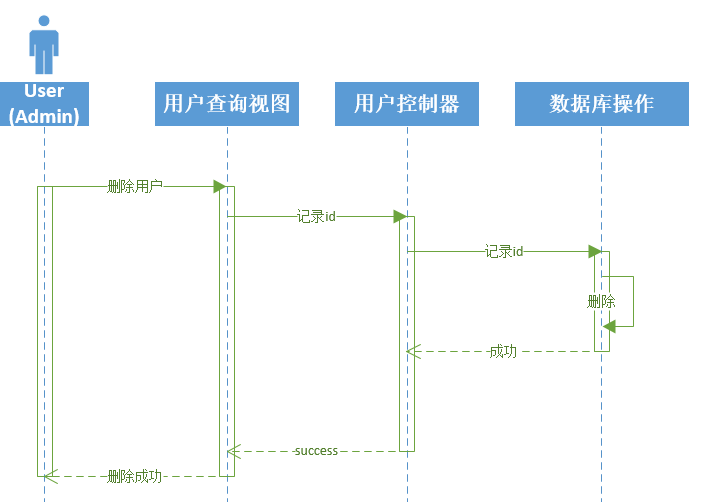 User
(Admin)
用户查询视图
用户控制器
数据库操作
删除用户
记录id
记录id
删除
成功
success
删除成功